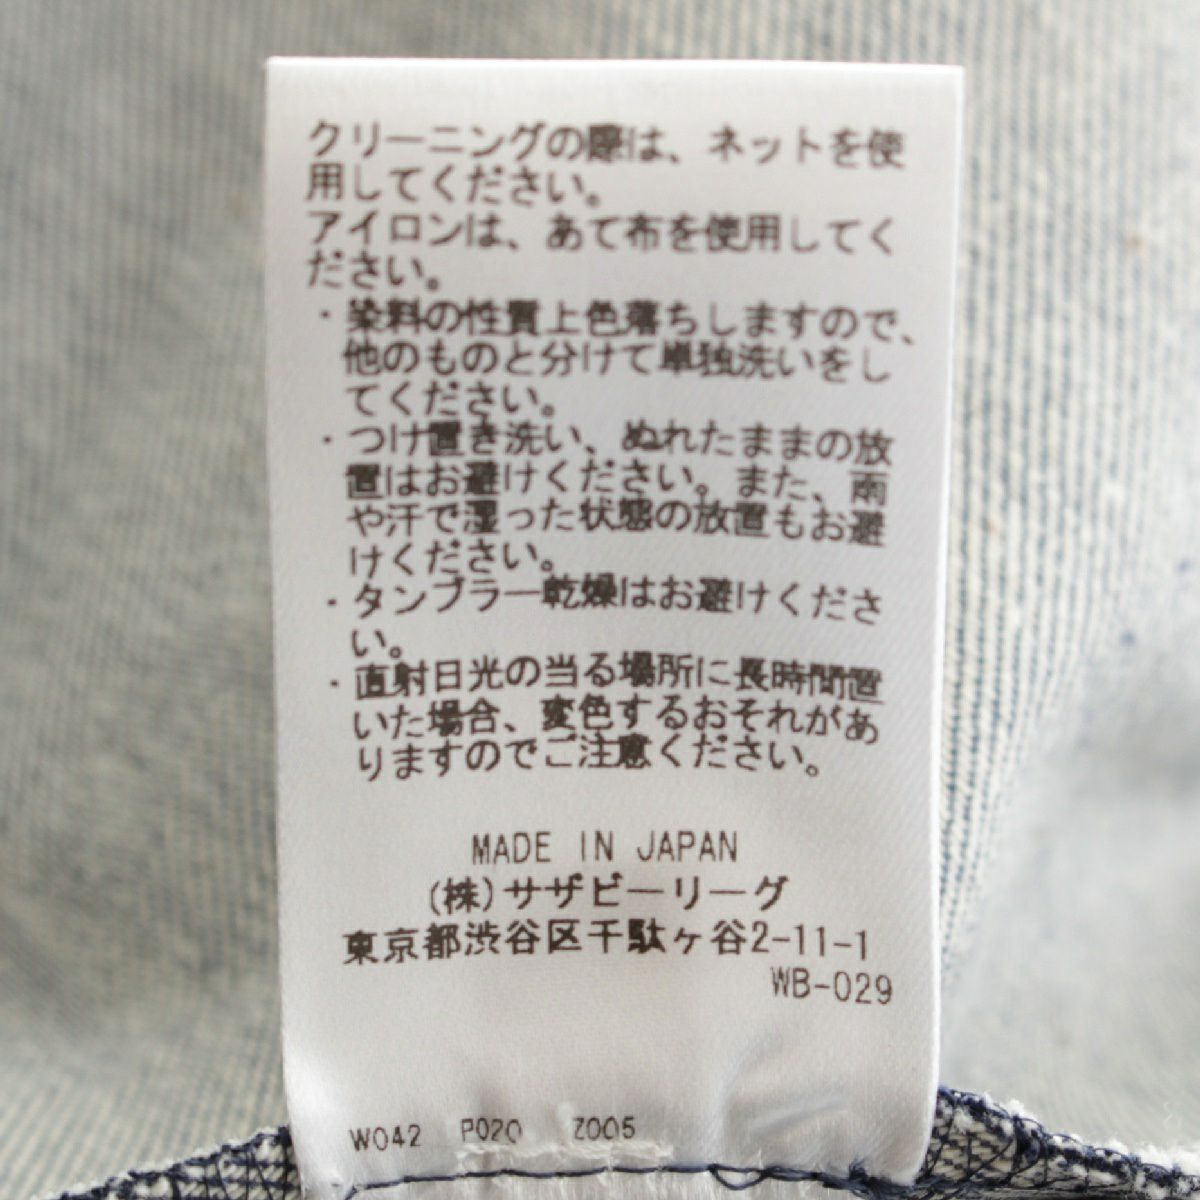 クリーニングの際は、ネットを使
用してください。
アイロンは、あて布を使用してく
ださい。
・染料の性質上色落ちしますので、
他のものと分けて単独洗いをし
てください。
・つけ置き洗い、ぬれたままの放
置はお避けください。また、雨
や汗で湿った状態の放置もお避
けください。
・タンブラー乾燥はお避けくださ
い。
・直射日光の当る場所に長時間置
いた場合、変色するおそれがあ
りますのでご注意ください。
MADE IN JAPAN
(株)サザビーリーグ
東京都渋谷区千駄ヶ谷2-11-1
WB-029
W042 P020 Z005